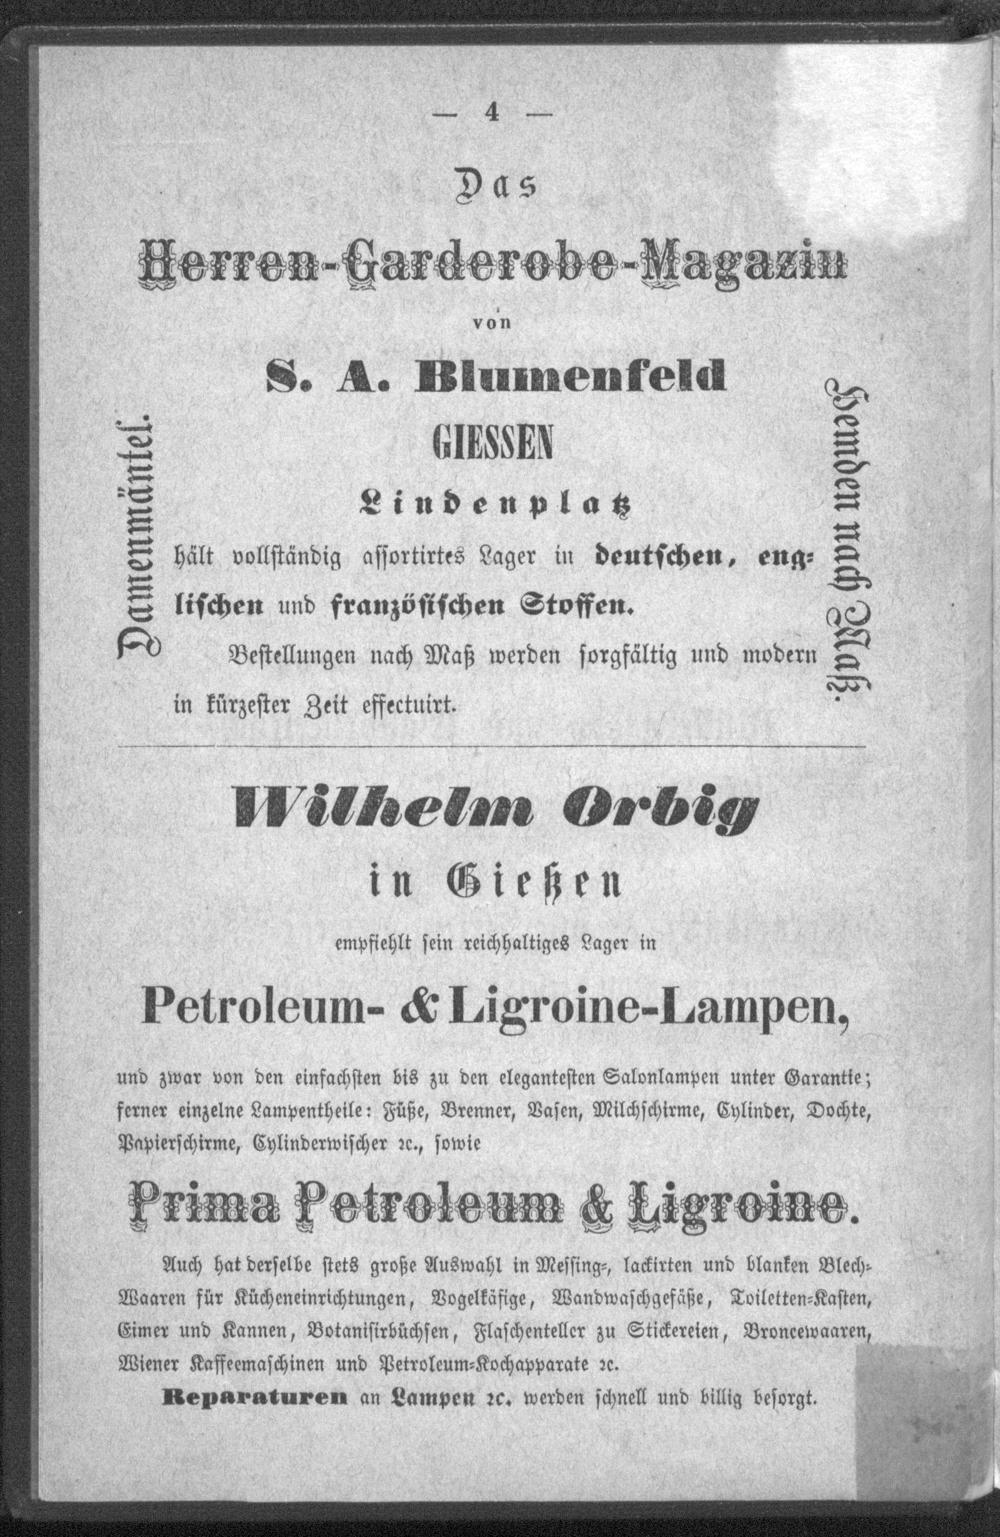 — 4 —
Das
Herren-Garderobe-Magazin
von
S. A. Blumenfeld
GIESSEN
Lindenplatz
Damenmäntel.
hält vollständig assortirtes Lager in deutschen, eng-
lischen und französischen Stoffen.
Bestellungen nach Maß werden sorgfältig und modern
in kürzester Zeit effectuirt.
Hemden nach Maß.
Wilhelm Orbig
in Gießen
empfiehlt sein reichhaltiges Lager in
Petroleum- & Ligroine-Lampen,
und zwar von den einfachsten bis zu den elegantesten Salonlampen unter Garantie;
ferner einzelne Lampentheile: Füße, Brenner, Vasen, Milchschirme, Cylinder, Dochte,
Papierschirme, Cylinderwischer ꝛc., sowie
Prima Petroleum & Ligroine.
Auch hat derselbe stets große Auswahl in Messing-, lackirten und blanken Blech-
Waaren für Kücheneinrichtungen, Vogelkäfige, Wandwaschgefäße, Toiletten-Kasten,
Eimer und Kannen, Botanisirbüchsen, Flaschenteller zu Stickereien, Broncewaaren,
Wiener Kaffeemaschinen und Petroleum-Kochapparate ꝛc.
Reparaturen an Lampen ꝛc. werden schnell und billig besorgt.